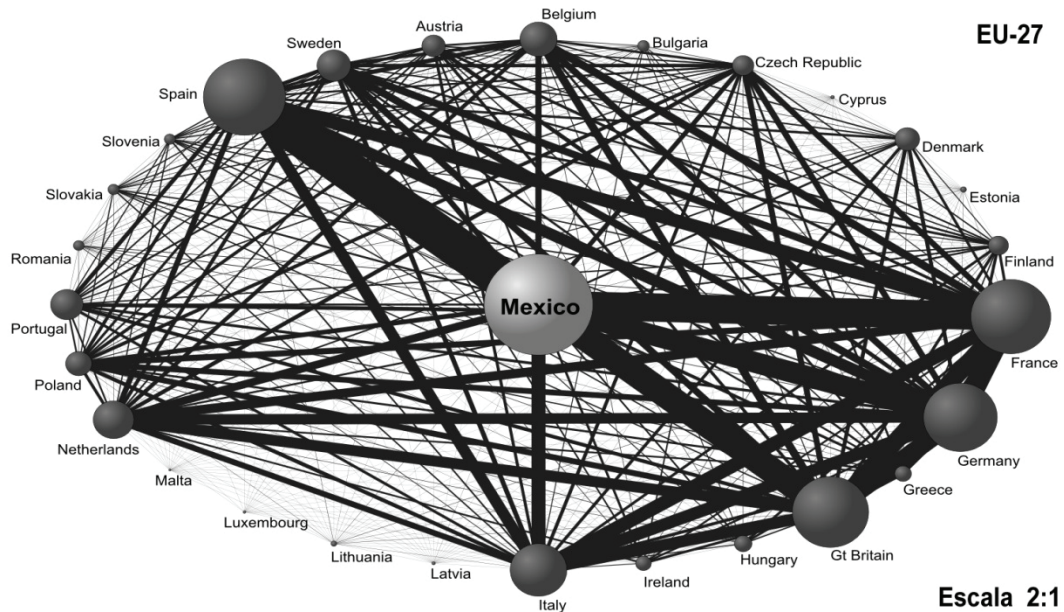 Belgium
EU-27
Austria
Bulgaria
Sweden
Czech Republic
Spain
Cyprus
Slovenia
Denmark
Slovakia
Estonia
Romania
Finland
Mexico
Portugal
France
Poland
Netherlands
Germany
Malta
Greece
Luxembourg
Gt Britain
Lithuania
Hungary
Latvia
Ireland
Italy
Escala 2:1